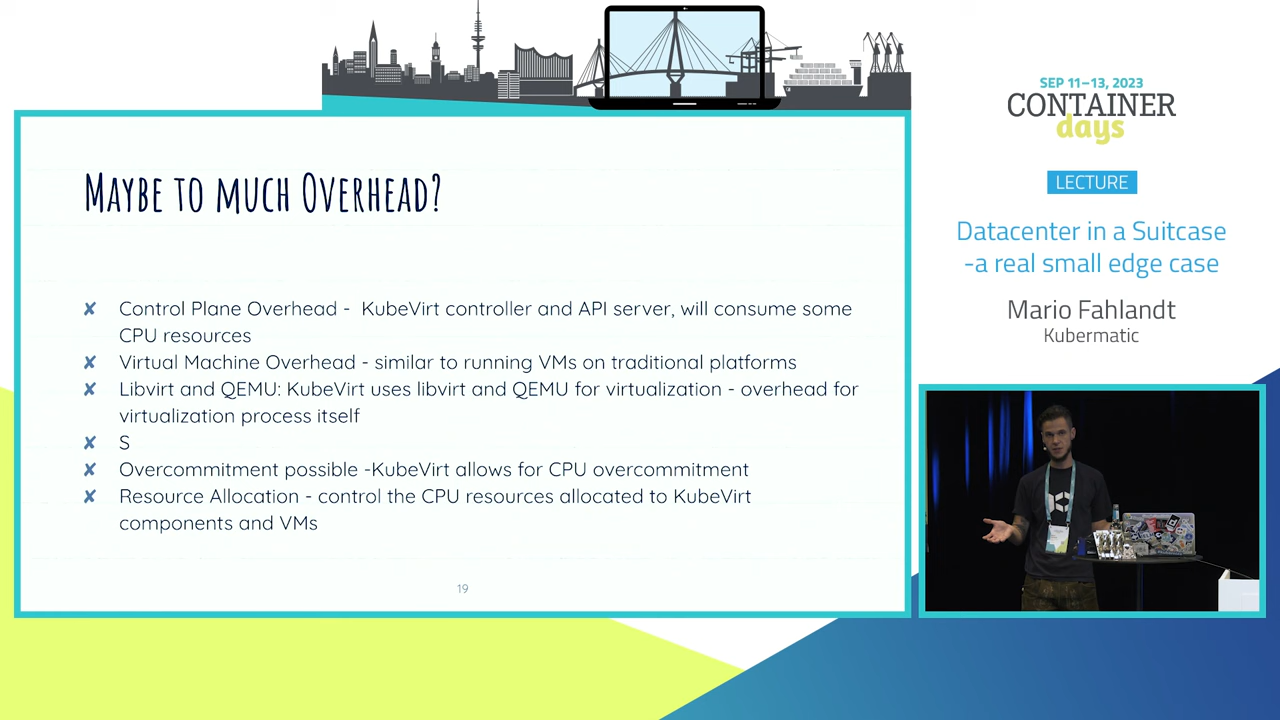 MAYBE TO MUCH OVERHEAD?
✘ Control Plane Overhead - KubeVirt controller and API server, will consume some
CPU resources
✘ Virtual Machine Overhead - similar to running VMs on traditional platforms
✘ Libvirt and QEMU: KubeVirt uses libvirt and QEMU for virtualization - overhead for
virtualization process itself
✘ S
✘ Overcommitment possible -KubeVirt allows for CPU overcommitment
✘ Resource Allocation - control the CPU resources allocated to KubeVirt
components and VMs
19
SEP 11–13, 2023
CONTAINER
days
LECTURE
Datacenter in a Suitcase
-a real small edge case
Mario Fahlandt
Kubermatic